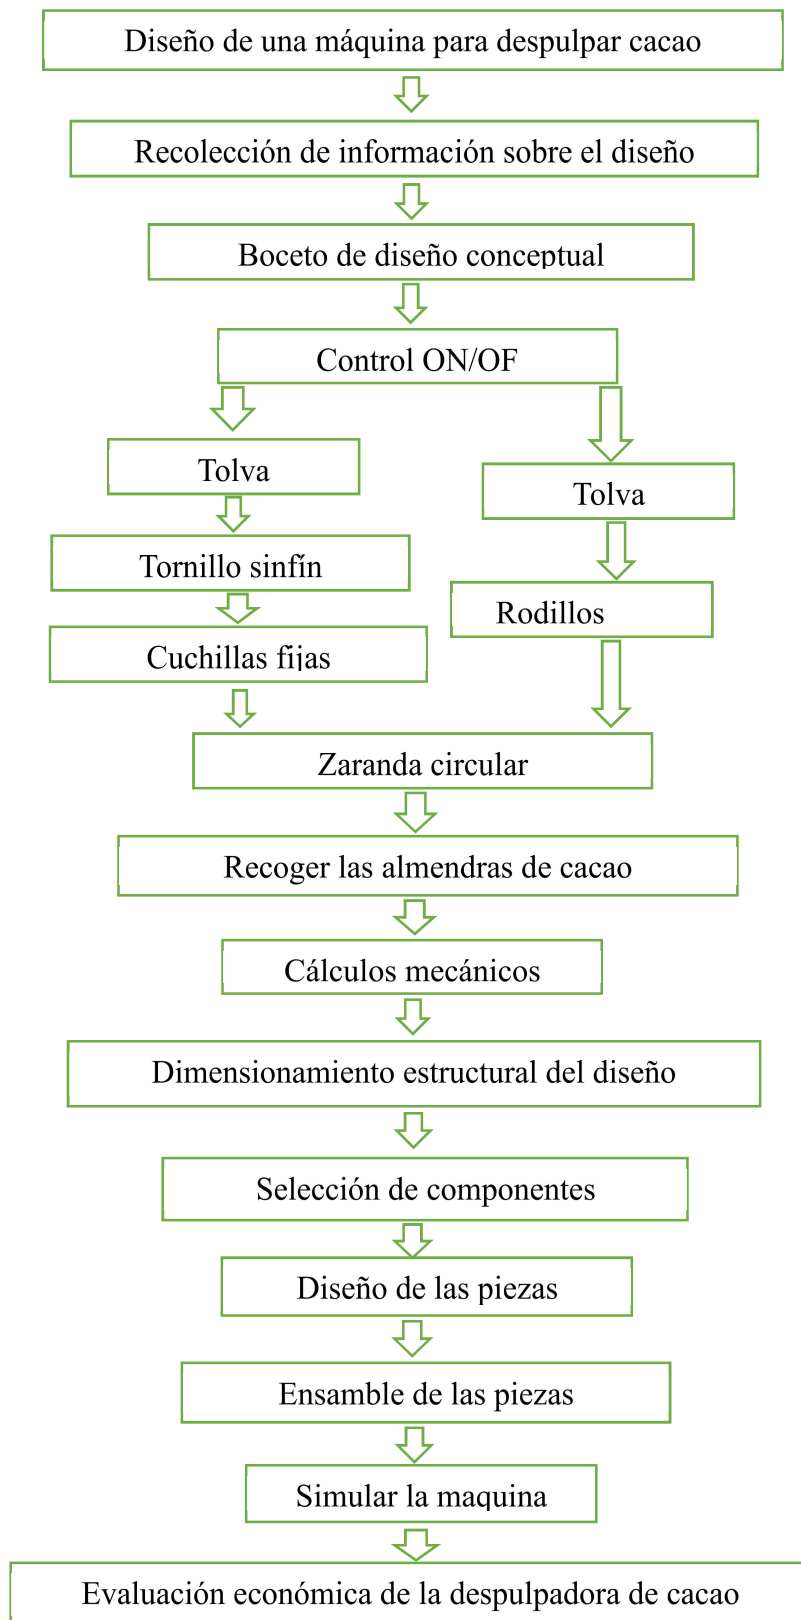 Diseño de una máquina para despulpar cacao
Recolección de información sobre el diseño
Boceto de diseño conceptual
Control ON/OF
Tolva
Tornillo sinfín
Cuchillas fijas
Tolva
Rodillos
Zaranda circular
Recoger las almendras de cacao
Cálculos mecánicos
Dimensionamiento estructural del diseño
Selección de componentes
Diseño de las piezas
Ensamble de las piezas
Simular la maquina
Evaluación económica de la despulpadora de cacao